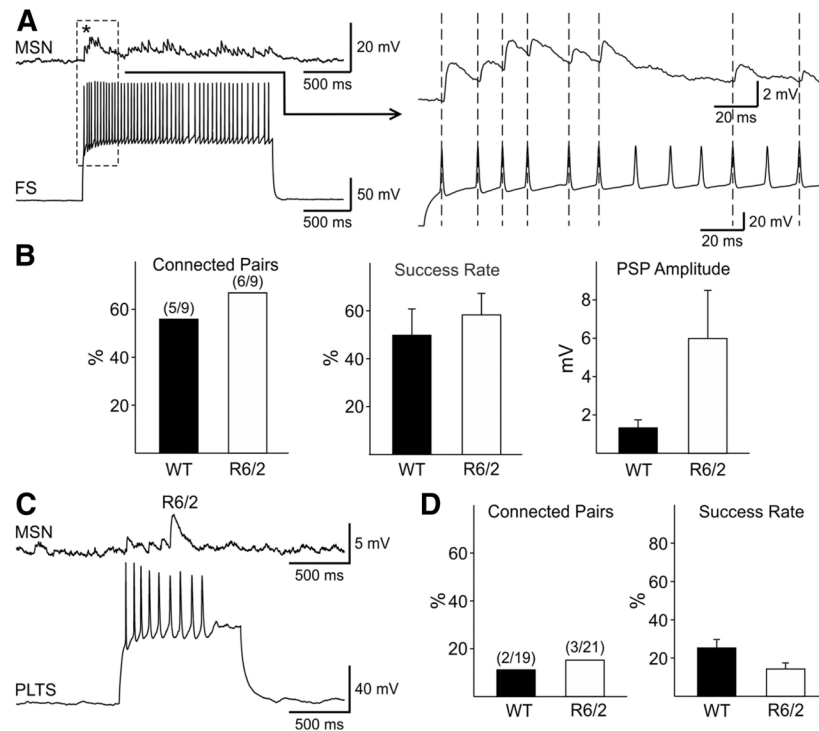 A
MSN
*
20 mV
500 ms
FS
50 mV
500 ms
2 mV
20 ms
20 mV
20 ms
B
Connected Pairs
(5/9)
(6/9)
%
60
40
20
WT
R6/2
Success Rate
%
60
40
20
WT
R6/2
PSP Amplitude
mV
8
6
4
2
WT
R6/2
C
R6/2
MSN
5 mV
500 ms
PLTS
40 mV
500 ms
D
Connected Pairs
%
60
40
20
(2/19)
(3/21)
WT
R6/2
Success Rate
%
80
60
40
20
WT
R6/2